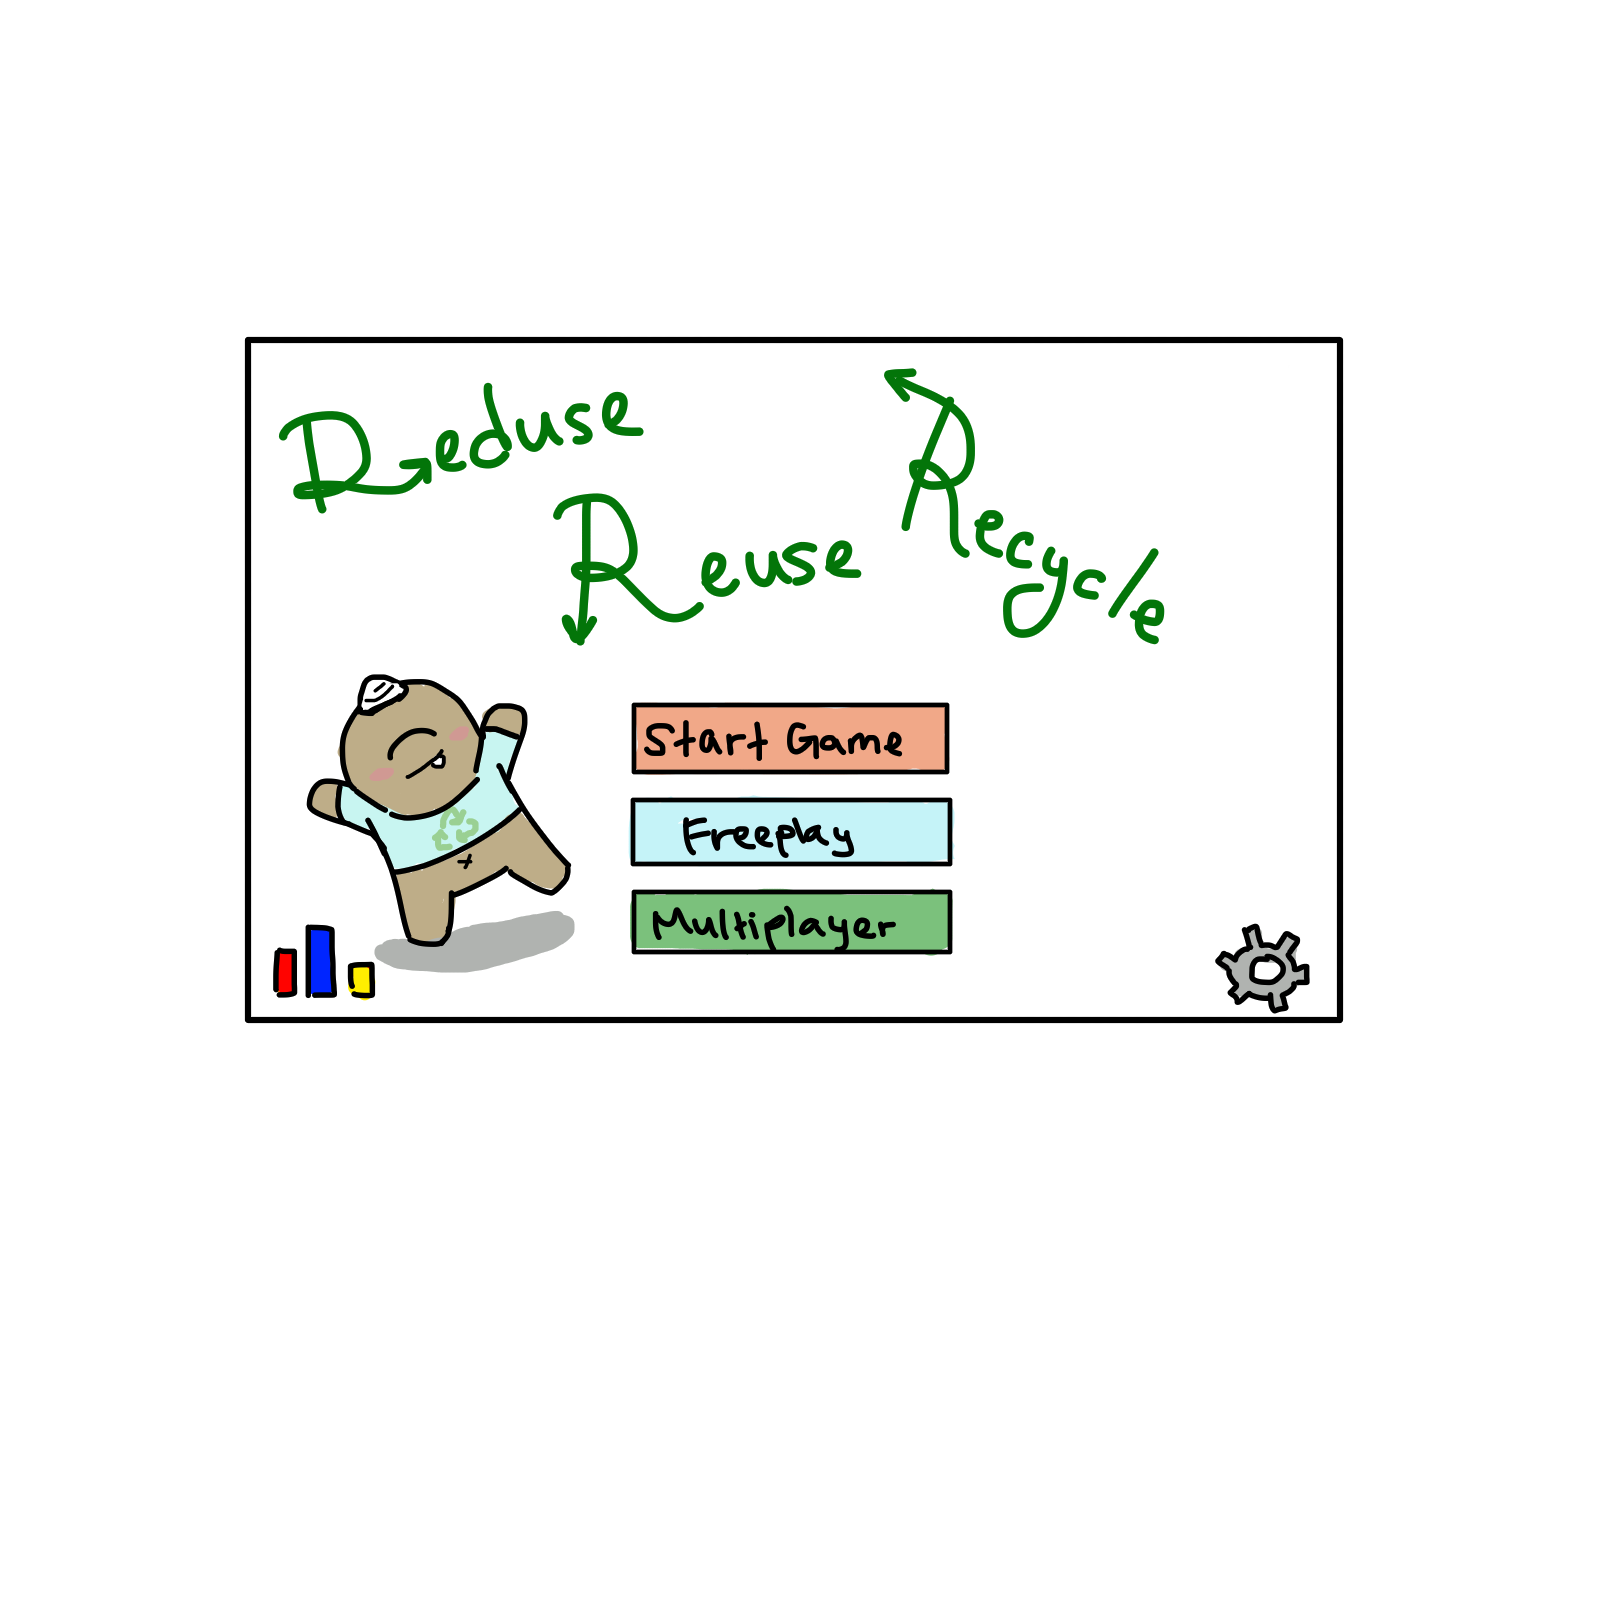 Reduse
Reuse
Recycle
Start Game
Freeplay
Multiplayer